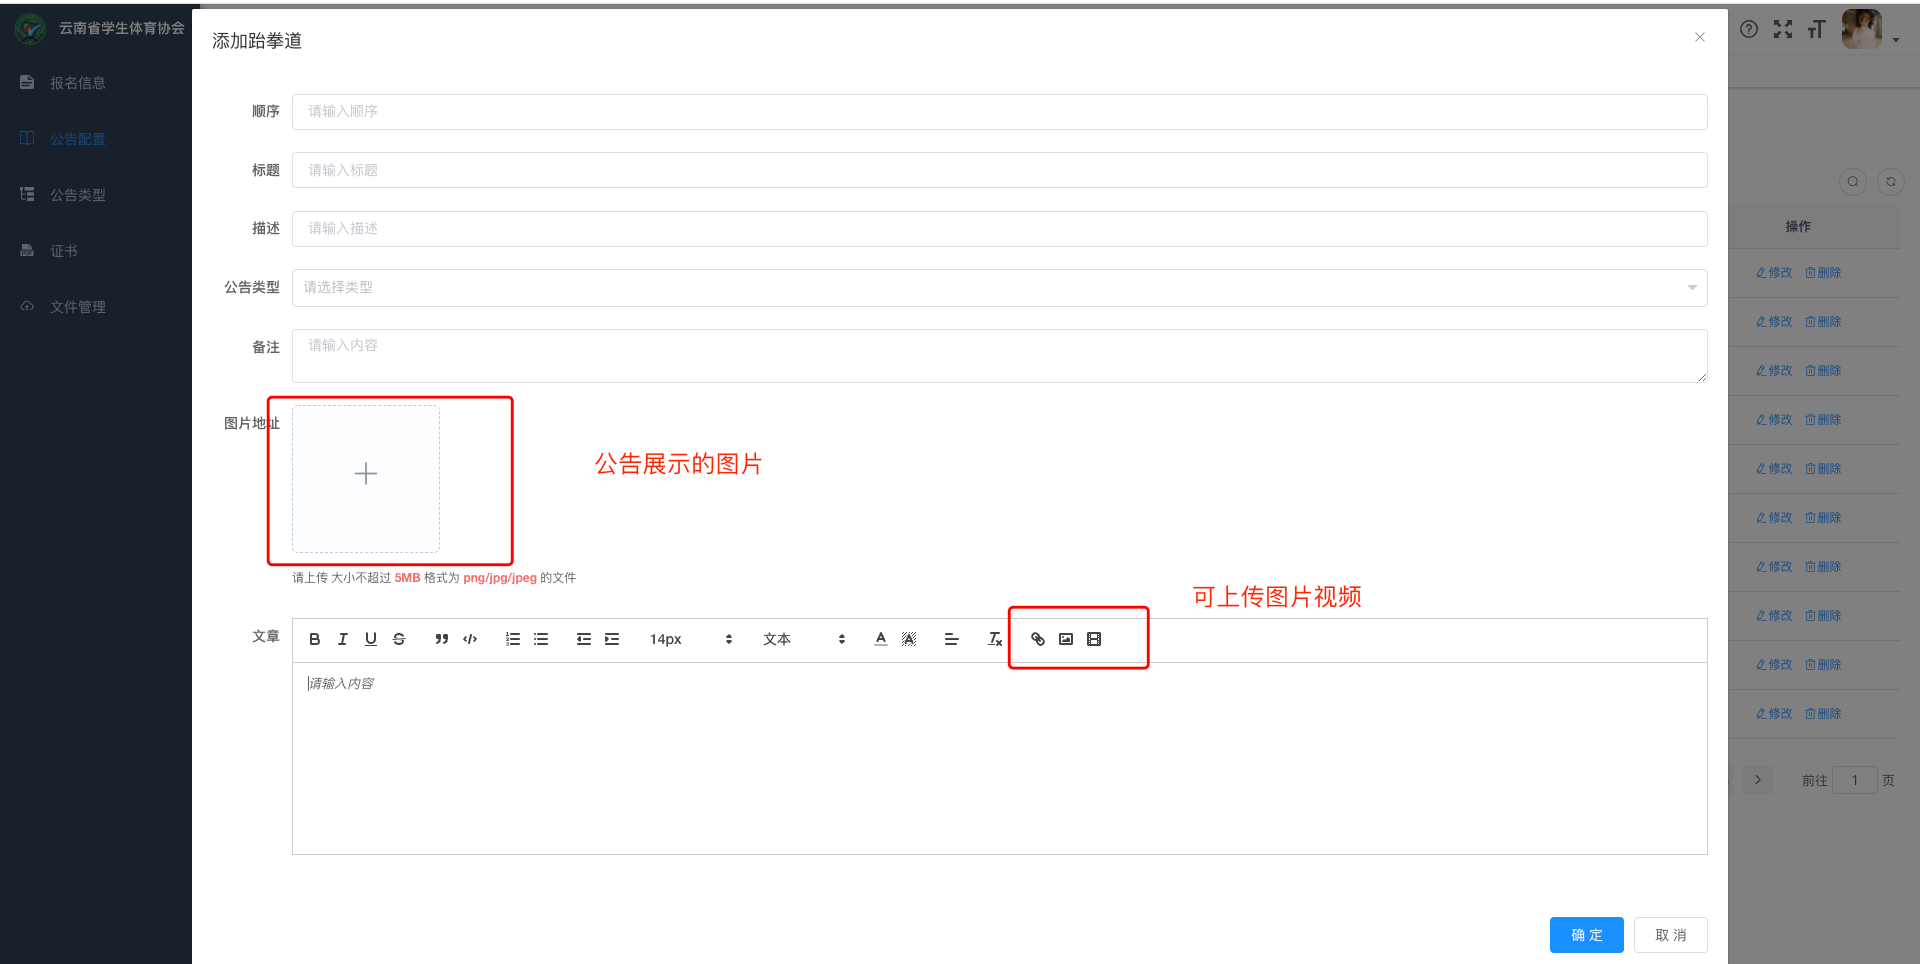 云南省学生体育协会
报名信息
公告配置
公告类型
证书
文件管理
添加跆拳道
顺序
请输入顺序
标题
请输入标题
描述
请输入描述
公告类型
请选择类型
备注
请输入内容
图片地址
公告展示的图片
请上传 大小不超过 5MB 格式为 png/jpg/jpeg 的文件
可上传图片视频
文章
14px
文本
请输入内容
确 定
取 消
操作
修改 删除
修改 删除
修改 删除
修改 删除
修改 删除
修改 删除
修改 删除
修改 删除
修改 删除
修改 删除
前往 1 页